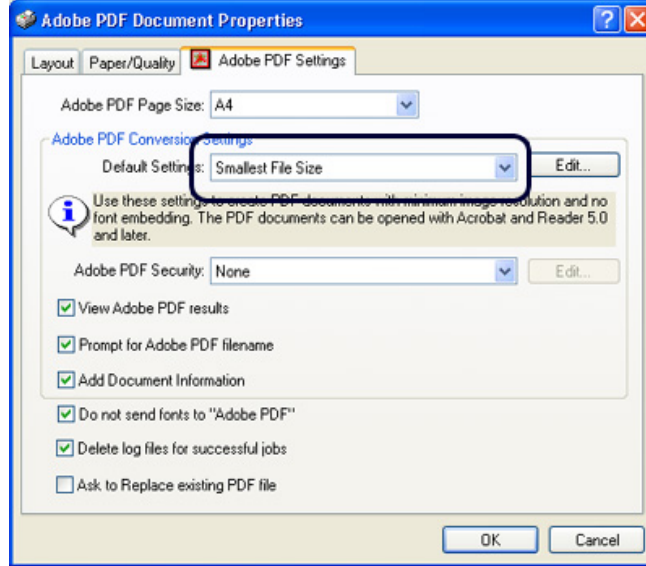 Adobe PDF Document Properties
Layout Paper/Quality Adobe PDF Settings
Adobe PDF Page Size: A4
Adobe PDF Conversion Settings
Default Settings: Smallest File Size Edit...
Use these settings to create PDF documents with minimum image resolution and no
font embedding. The PDF documents can be opened with Acrobat and Reader 5.0
and later.
Adobe PDF Security: None Edit...
View Adobe PDF results
Prompt for Adobe PDF filename
Add Document Information
Do not send fonts to "Adobe PDF"
Delete log files for successful jobs
Ask to Replace existing PDF file
OK Cancel